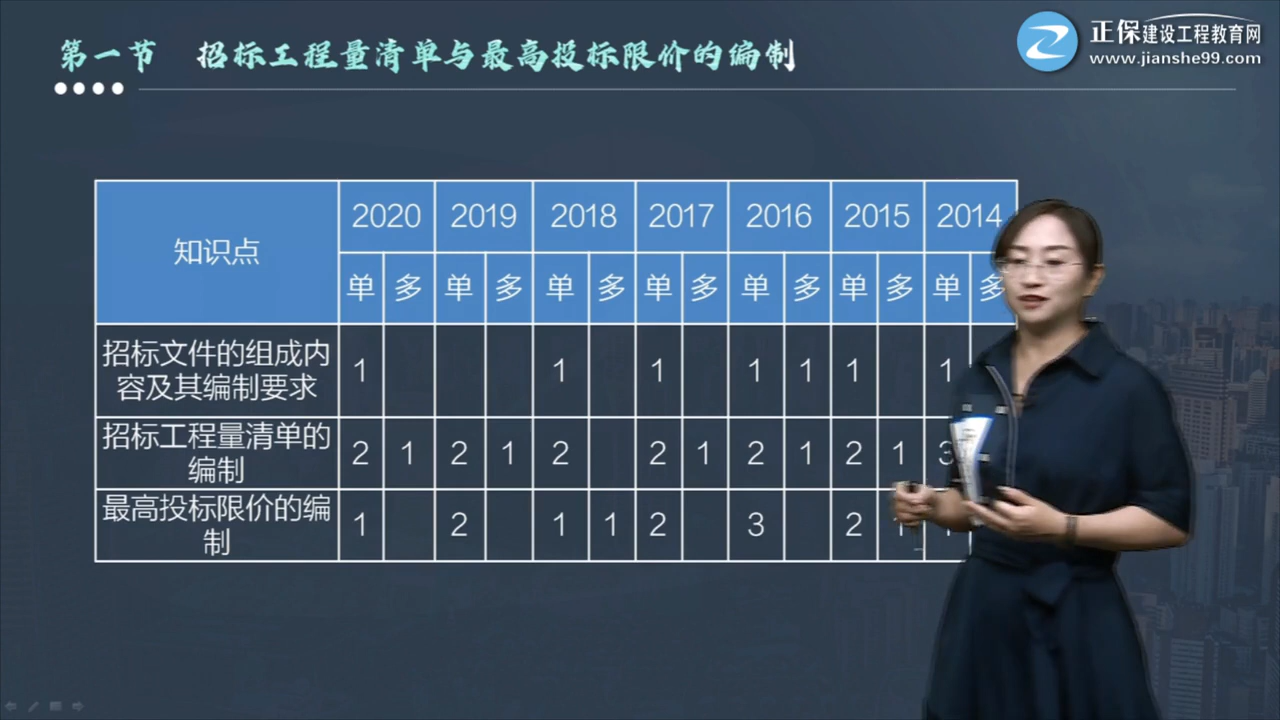 第一节 招标工程量清单与最高投标限价的编制
正保建设工程教育网
www.jianshe99.com
知识点 2020 2019 2018 2017 2016 2015 2014
单 多 单 多 单 多 单 多 单 多 单 多 单 多
招标文件的组成内
容及其编制要求 1 1 1 1 1 1 1
招标工程量清单的
编制 2 1 2 1 2 2 1 2 1 2 1 3
最高投标限价的编
制 1 2 1 1 2 3 2 1 1